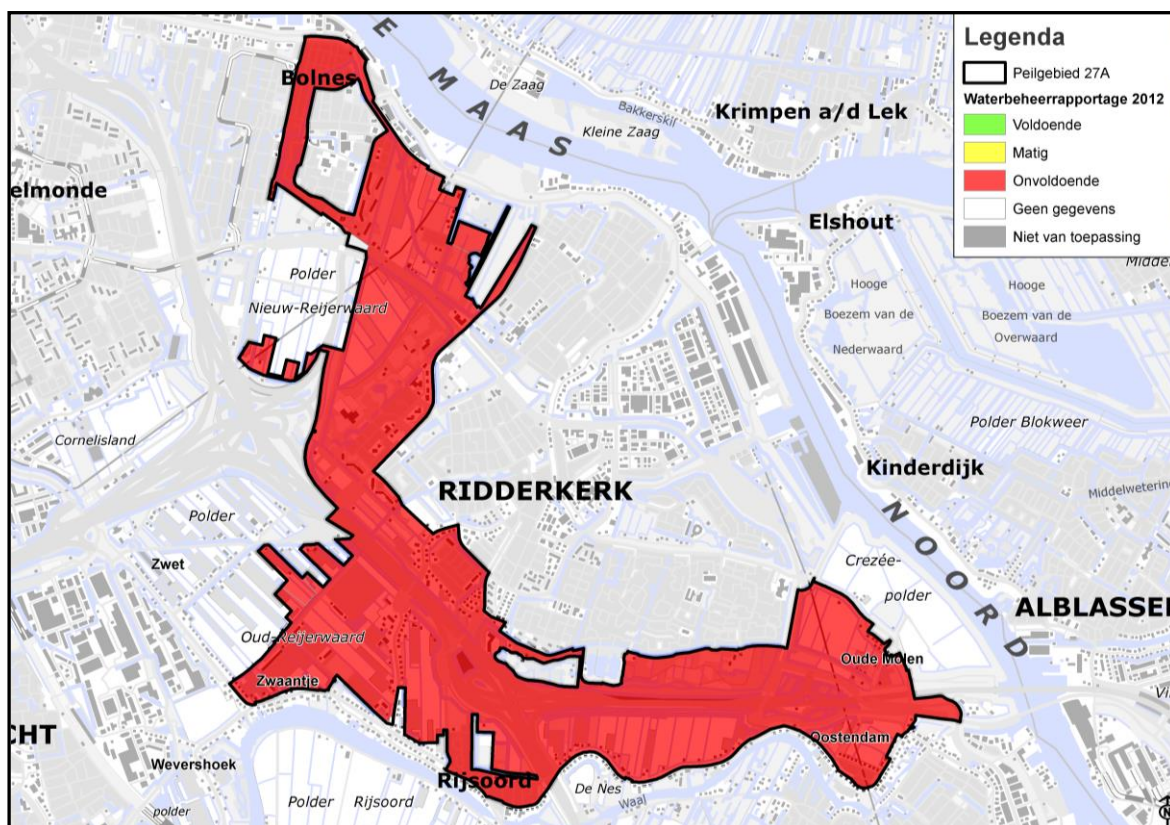 Legenda
Peilgebied 27A
Waterbeheerrapportage 2012
Voldoende
Matig
Onvoldoende
Geen gegevens
Niet van toepassing
E MAAS
Bolnes
De Zaag
Bakkerskil
Kleine Zaag
Krimpen a/d Lek
elmonde
Elshout
Polder
Nieuw-Reijerwaard
Hooge
Boezem van de
Nederwaard
Hooge
Boezem van de
Overwaard
Middel
Cornelisland
Polder Blokweer
Kinderdijk
Middelwetering
RIDDERKERK
NOORD
Polder
Zwet
Crezée-
polder
ALBLASSE
Oud-Reijerwaard
Oude Molen
Zwaantje
CHT
Oostendam
Wevershoek
Rijsoord
De Nes
Waal
polder
Polder Rijsoord